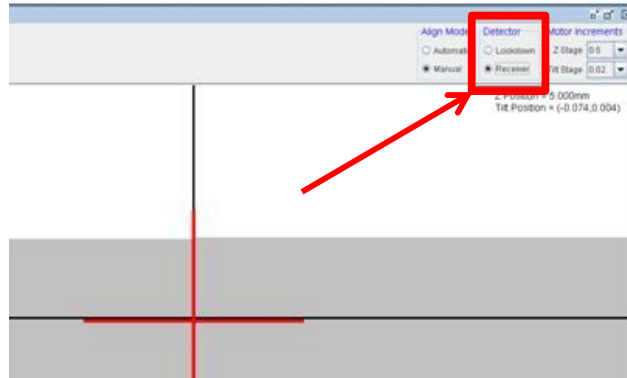 Align Mode Detector Motor Increments
Automatic Lookdown Z Stage 0.5
Manual Receiver Tilt Stage 0.02
Z Position = 5.000mm
Tilt Position = (-0.074,0.004)